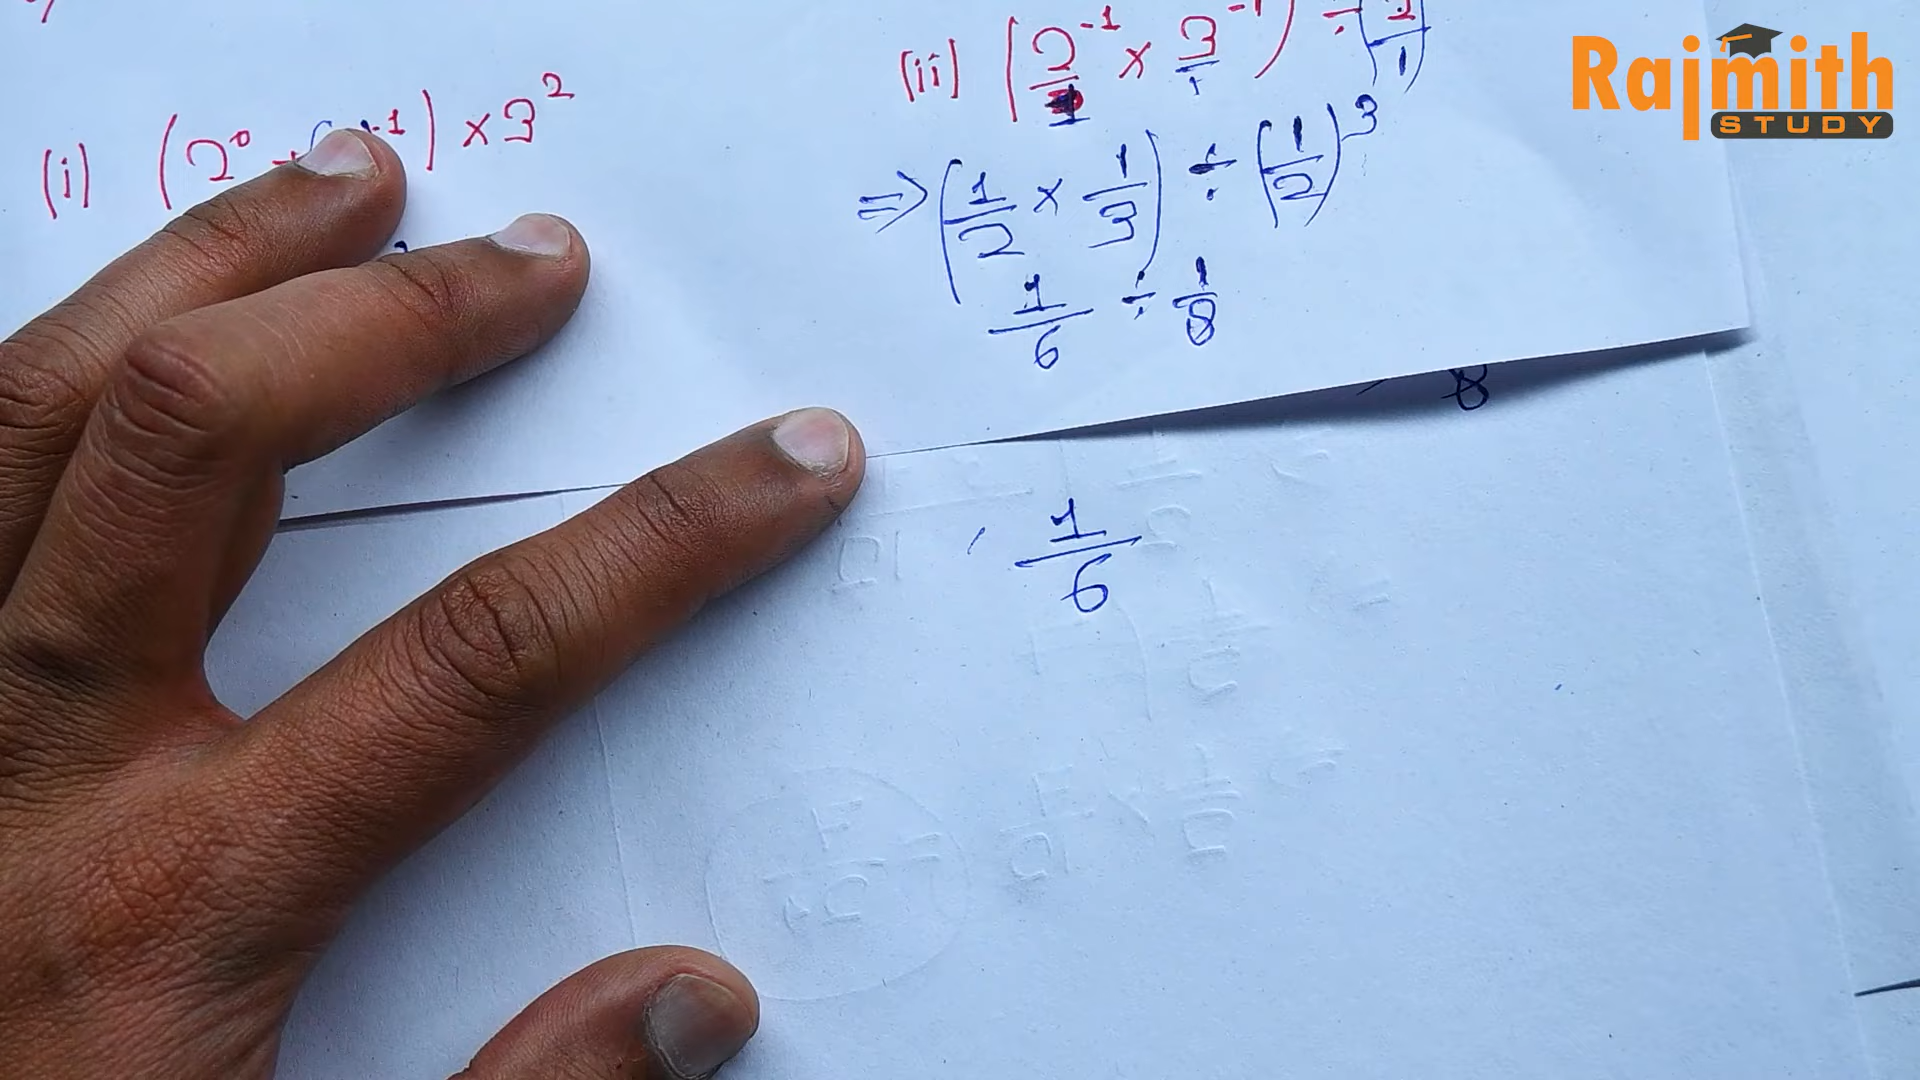 Rajmith
STUDY
(i) (2⁰ ⁻¹) × 3²
(ii) (2⁻¹ × 3⁻¹) ÷
⇒ (1/2 × 1/3) ÷ (1/2)³
1/6 ÷ 1/8
8
1/6